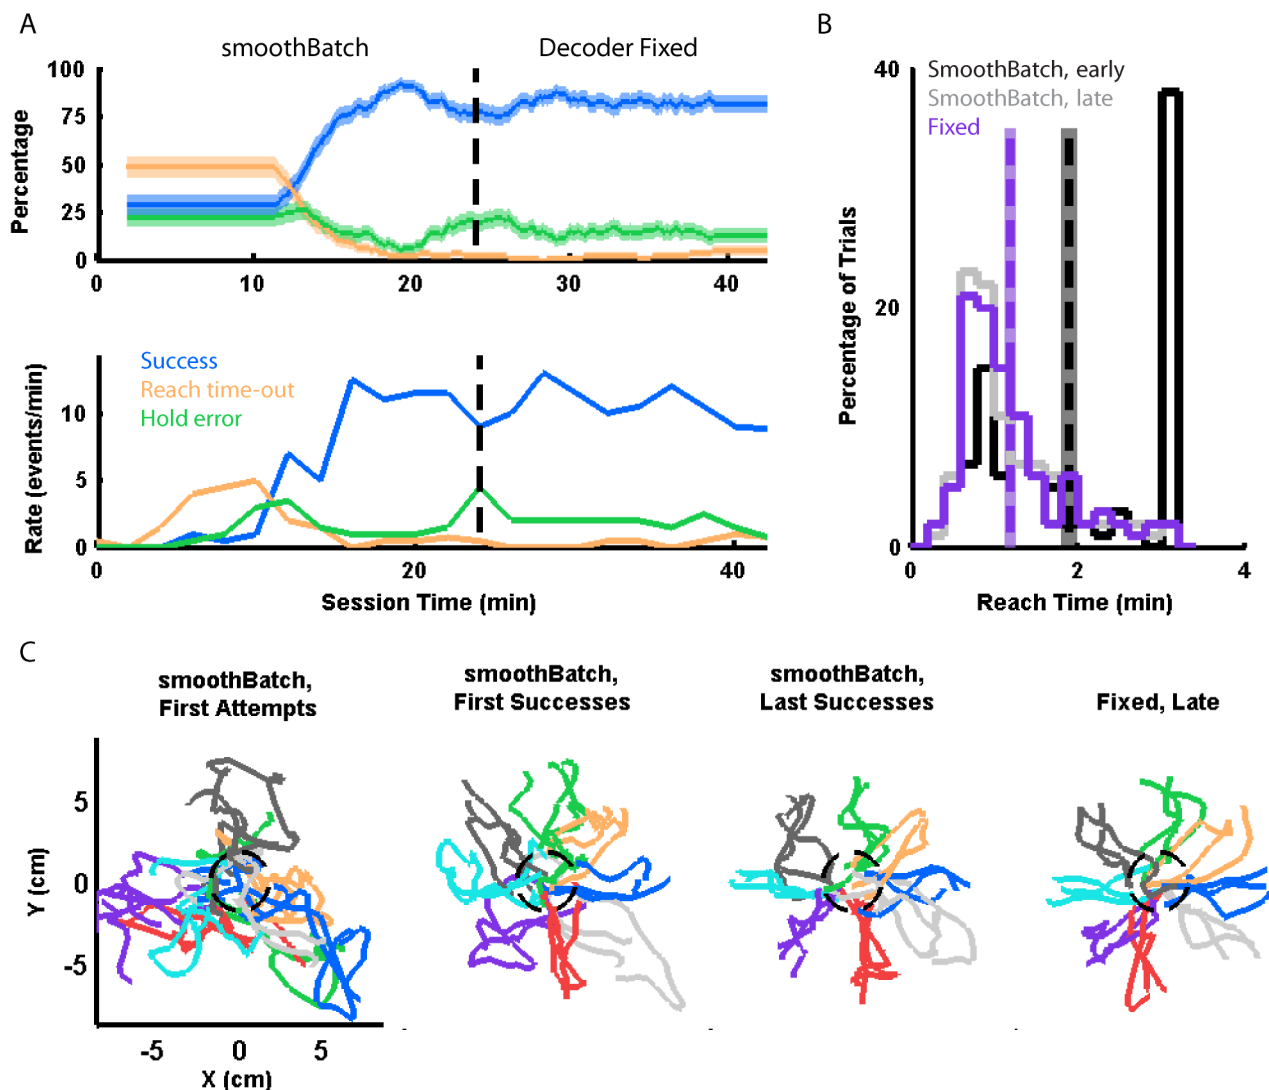 A
smoothBatch
Decoder Fixed
Percentage
100
75
50
25
0
0
10
20
30
40
Rate (events/min)
Success
Reach time-out
Hold error
10
5
0
0
20
40
Session Time (min)
B
SmoothBatch, early
SmoothBatch, late
Fixed
Percentage of Trials
40
20
0
0
2
4
Reach Time (min)
C
smoothBatch,
First Attempts
smoothBatch,
First Successes
smoothBatch,
Last Successes
Fixed, Late
Y (cm)
5
0
-5
-5
0
5
X (cm)